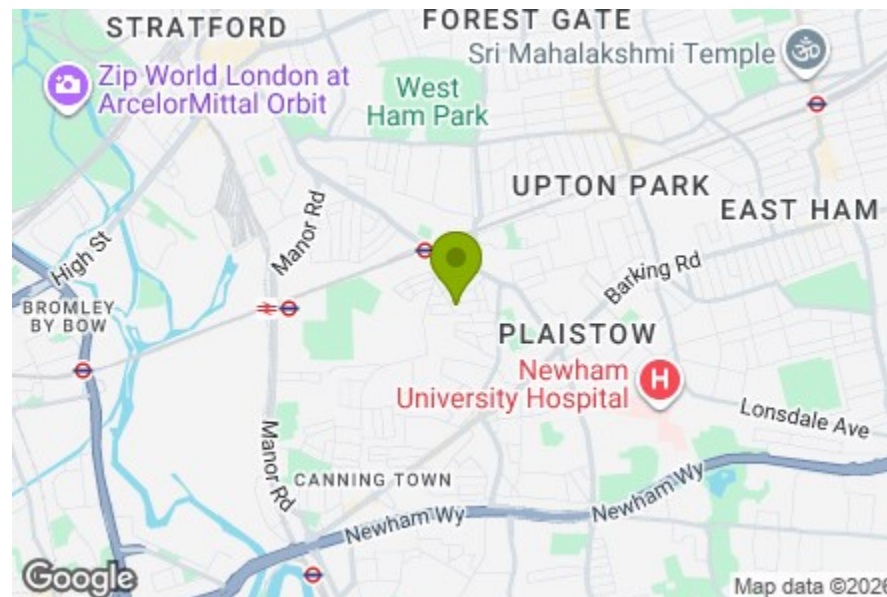 STRATFORD
FOREST GATE
Sri Mahalakshmi Temple
Zip World London at
ArcelorMittal Orbit
West
Ham Park
UPTON PARK
EAST HAM
Manor Rd
High St
Barking Rd
BROMLEY
BY BOW
PLAISTOW
Newham
University Hospital
H
Lonsdale Ave
Manor Rd
CANNING TOWN
Newham Wy
Newham Wy
Google
Map data ©2026